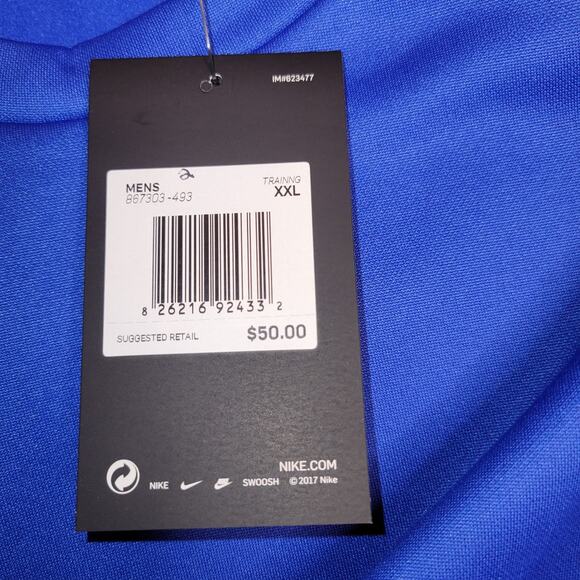 IM#623477
MENS TRAINNG
867303-493 XXL
8 26216 92433 2
SUGGESTED RETAIL $50.00
NIKE.COM
NIKE SWOOSH © 2017 Nike